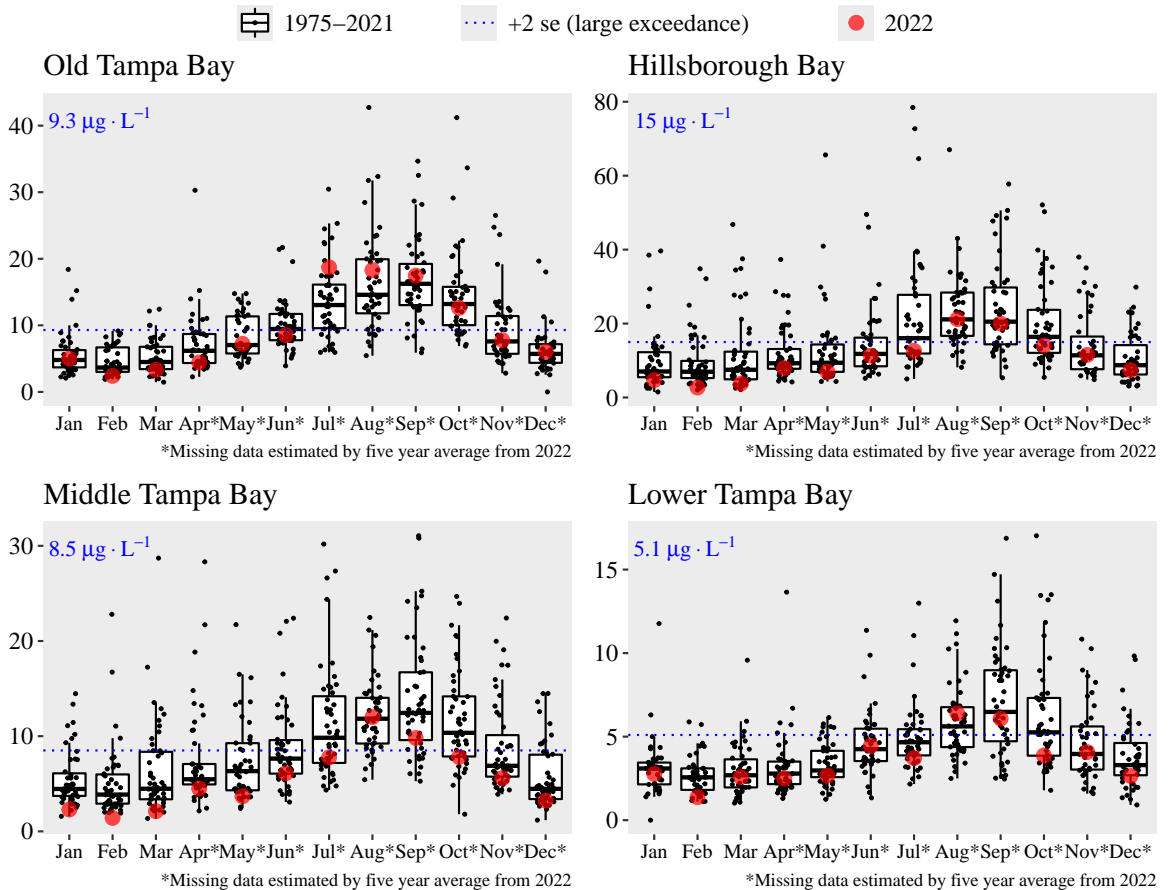 1975–2021 +2 se (large exceedance) 2022
Old Tampa Bay
9.3 μg · L⁻¹
40
30
20
10
0
Jan Feb Mar Apr* May* Jun* Jul* Aug* Sep* Oct* Nov* Dec*
*Missing data estimated by five year average from 2022
Hillsborough Bay
15 μg · L⁻¹
80
60
40
20
0
Jan Feb Mar Apr* May* Jun* Jul* Aug* Sep* Oct* Nov* Dec*
*Missing data estimated by five year average from 2022
Middle Tampa Bay
8.5 μg · L⁻¹
30
20
10
0
Jan Feb Mar Apr* May* Jun* Jul* Aug* Sep* Oct* Nov* Dec*
*Missing data estimated by five year average from 2022
Lower Tampa Bay
5.1 μg · L⁻¹
15
10
5
0
Jan Feb Mar Apr* May* Jun* Jul* Aug* Sep* Oct* Nov* Dec*
*Missing data estimated by five year average from 2022